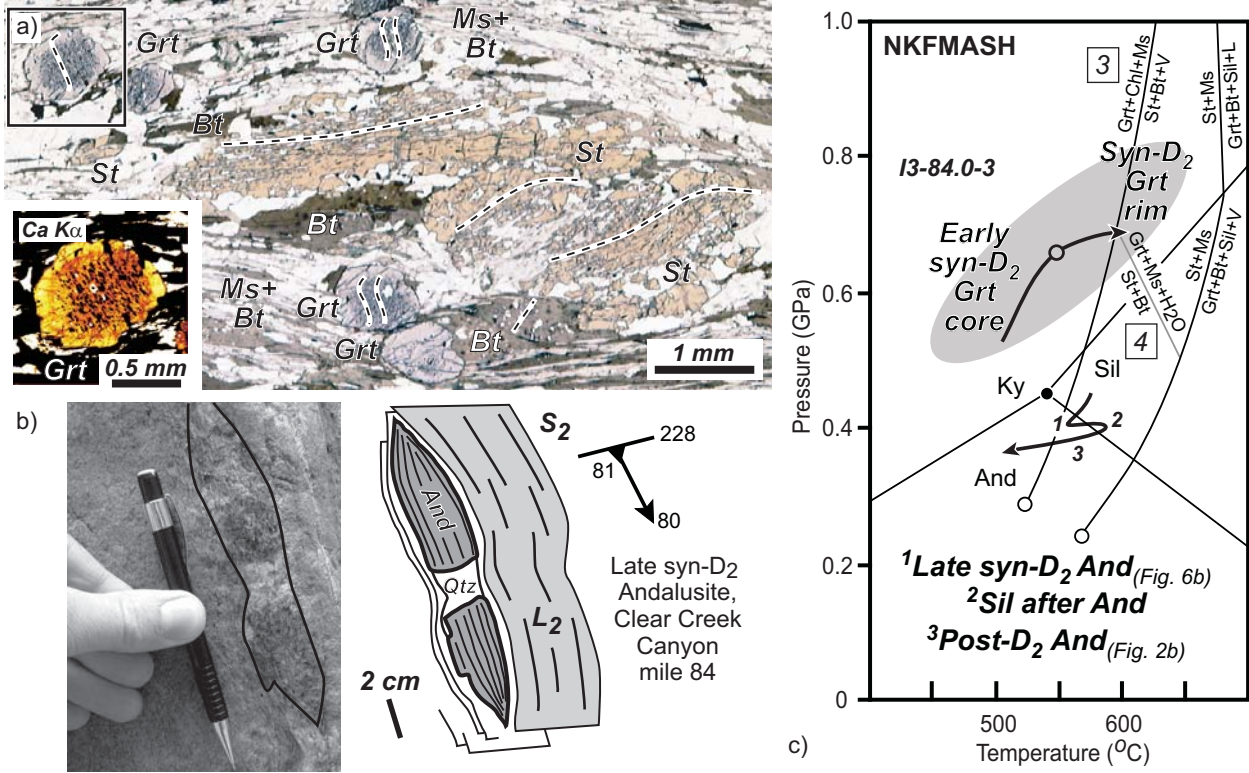 a)
Grt
Grt
Ms+
Bt
Bt
St
St
Bt
St
Ms+
Bt
Grt
Grt
Bt
1 mm
Ca Kα
Grt 0.5 mm
b)
And
Qtz
L2
2 cm
S2
228
81
80
Late syn-D2
Andalusite,
Clear Creek
Canyon
mile 84
c)
NKFMASH
I3-84.0-3
3
Grt+Chl+Ms
St+Bt+V
St+Ms
Grt+Bt+Sil+L
Syn-D2
Grt
rim
Early
syn-D2
Grt
core
Grt+Ms+H2O
St+Bt
St+Ms
Grt+Bt+Sil+V
4
Ky
Sil
And
1
2
3
1Late syn-D2 And(Fig. 6b)
2Sil after And
3Post-D2 And(Fig. 2b)
Pressure (GPa)
1.0
0.8
0.6
0.4
0.2
0
500
600
Temperature (oC)